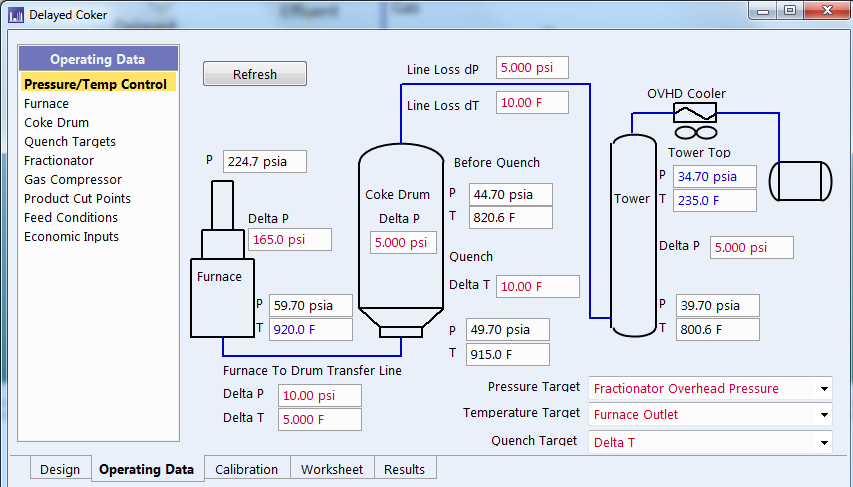 Delayed Coker
Operating Data
Pressure/Temp Control
Furnace
Coke Drum
Quench Targets
Fractionator
Gas Compressor
Product Cut Points
Feed Conditions
Economic Inputs
Refresh
Line Loss dP 5.000 psi
Line Loss dT 10.00 F
OVHD Cooler
P 224.7 psia
Delta P
165.0 psi
Furnace
P 59.70 psia
T 920.0 F
Coke Drum
Delta P
5.000 psi
Before Quench
P 44.70 psia
T 820.6 F
Quench
Delta T 10.00 F
P 49.70 psia
T 915.0 F
Tower
Tower Top
P 34.70 psia
T 235.0 F
Delta P 5.000 psi
P 39.70 psia
T 800.6 F
Furnace To Drum Transfer Line
Delta P 10.00 psi
Delta T 5.000 F
Pressure Target Fractionator Overhead Pressure
Temperature Target Furnace Outlet
Quench Target Delta T
Design Operating Data Calibration Worksheet Results